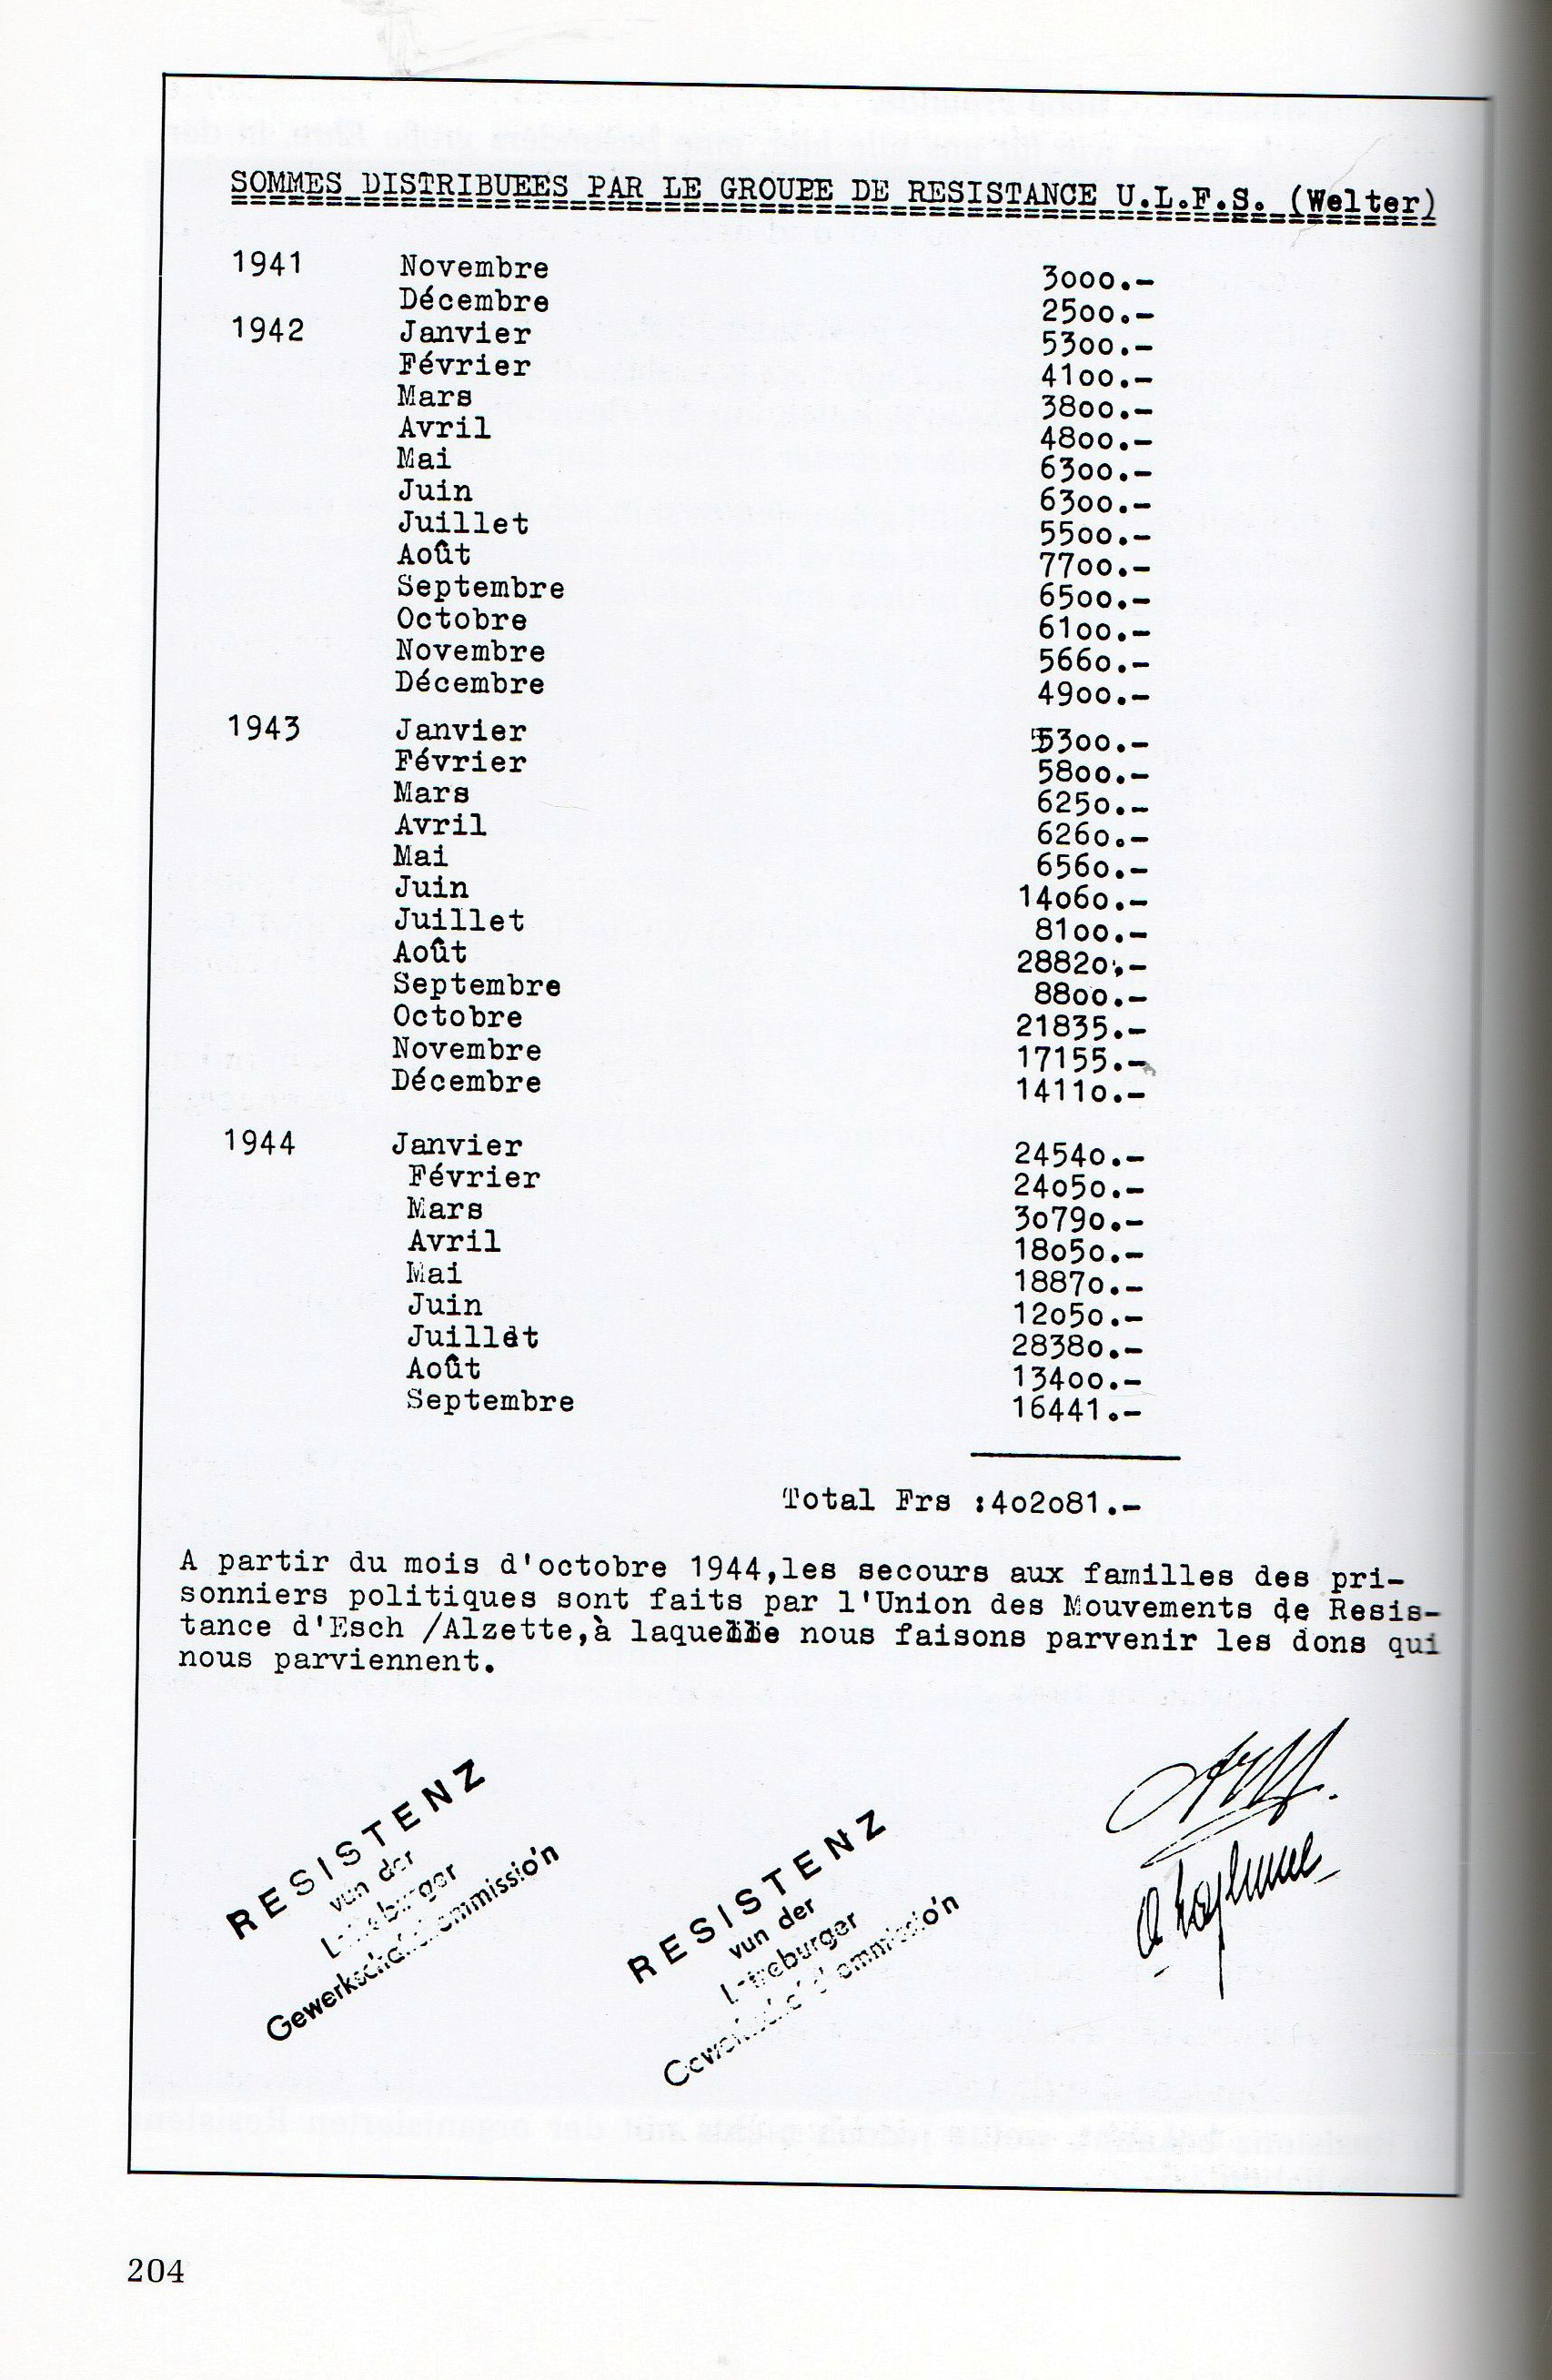 SOMMES DISTRIBUEES PAR LE GROUPE DE RESISTANCE U.L.F.S. (Welter)
1941 Novembre 3000.-
Décembre 2500.-
1942 Janvier 5300.-
Février 4100.-
Mars 3800.-
Avril 4800.-
Mai 6300.-
Juin 6300.-
Juillet 5500.-
Août 7700.-
Septembre 6500.-
Octobre 6100.-
Novembre 5660.-
Décembre 4900.-
1943 Janvier 5300.-
Février 5800.-
Mars 6250.-
Avril 6260.-
Mai 6560.-
Juin 14060.-
Juillet 8100.-
Août 28820.-
Septembre 8800.-
Octobre 21835.-
Novembre 17155.-
Décembre 14110.-
1944 Janvier 24540.-
Février 24050.-
Mars 30790.-
Avril 18050.-
Mai 18870.-
Juin 12050.-
Juillet 28380.-
Août 13400.-
Septembre 16441.-
Total Frs :402081.-
A partir du mois d'octobre 1944,les secours aux familles des pri-
sonniers politiques sont faits par l'Union des Mouvements de Resis-
tance d'Esch /Alzette,à laquelle nous faisons parvenir les dons qui
nous parviennent.
RESISTENZ
vun der
Gewerkschaftskommissio'n
RESISTENZ
vun der
204